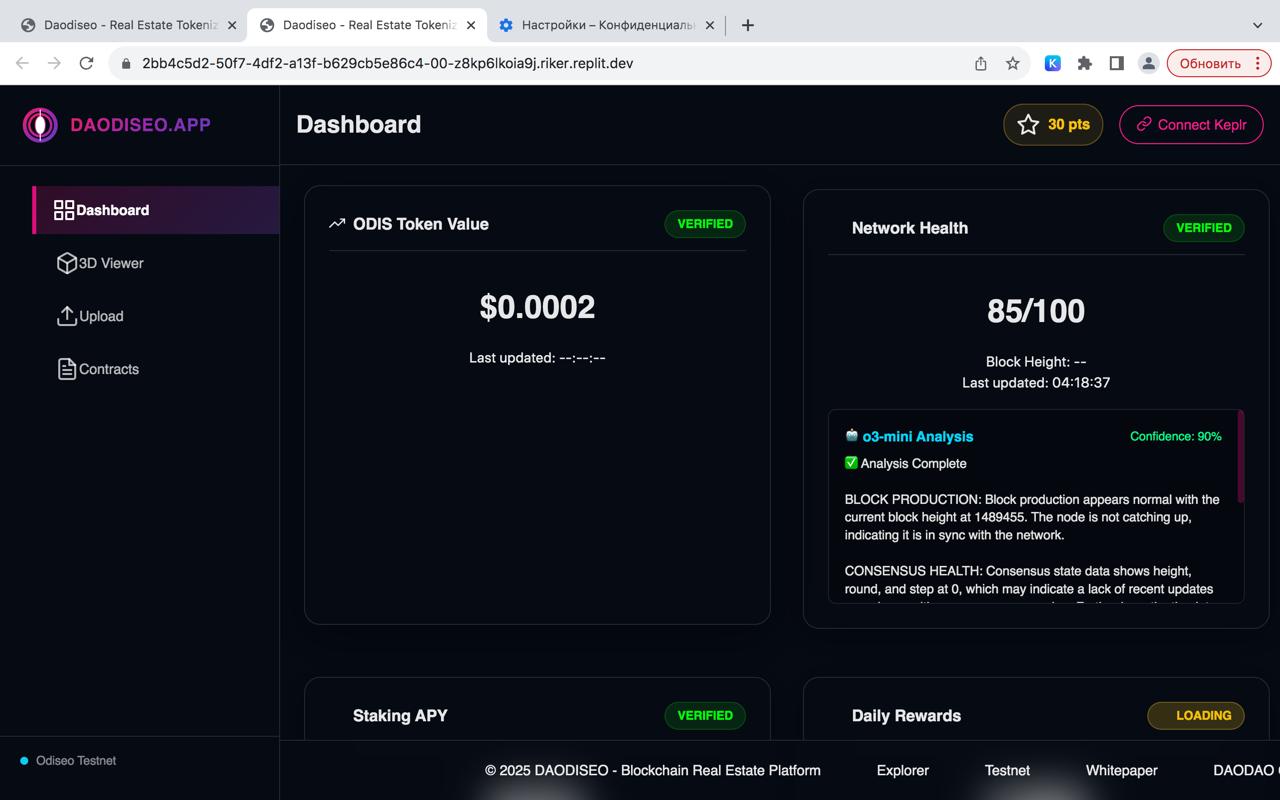 Daodiseo - Real Estate Tokeniz
Daodiseo - Real Estate Tokeniz
Настройки – Конфиденциаль
2bb4c5d2-50f7-4df2-a13f-b629cb5e86c4-00-z8kp6lkoia9j.riker.replit.dev
Обновить
DAODISEO.APP
Dashboard
30 pts
Connect Keplr
Dashboard
3D Viewer
Upload
Contracts
Odiseo Testnet
ODIS Token Value
VERIFIED
$0.0002
Last updated: --:--:--
Network Health
VERIFIED
85/100
Block Height: --
Last updated: 04:18:37
o3-mini Analysis
Confidence: 90%
✅ Analysis Complete
BLOCK PRODUCTION: Block production appears normal with the
current block height at 1489455. The node is not catching up,
indicating it is in sync with the network.
CONSENSUS HEALTH: Consensus state data shows height,
round, and step at 0, which may indicate a lack of recent updates
Staking APY
VERIFIED
Daily Rewards
LOADING
© 2025 DAODISEO - Blockchain Real Estate Platform
Explorer
Testnet
Whitepaper
DAODAO